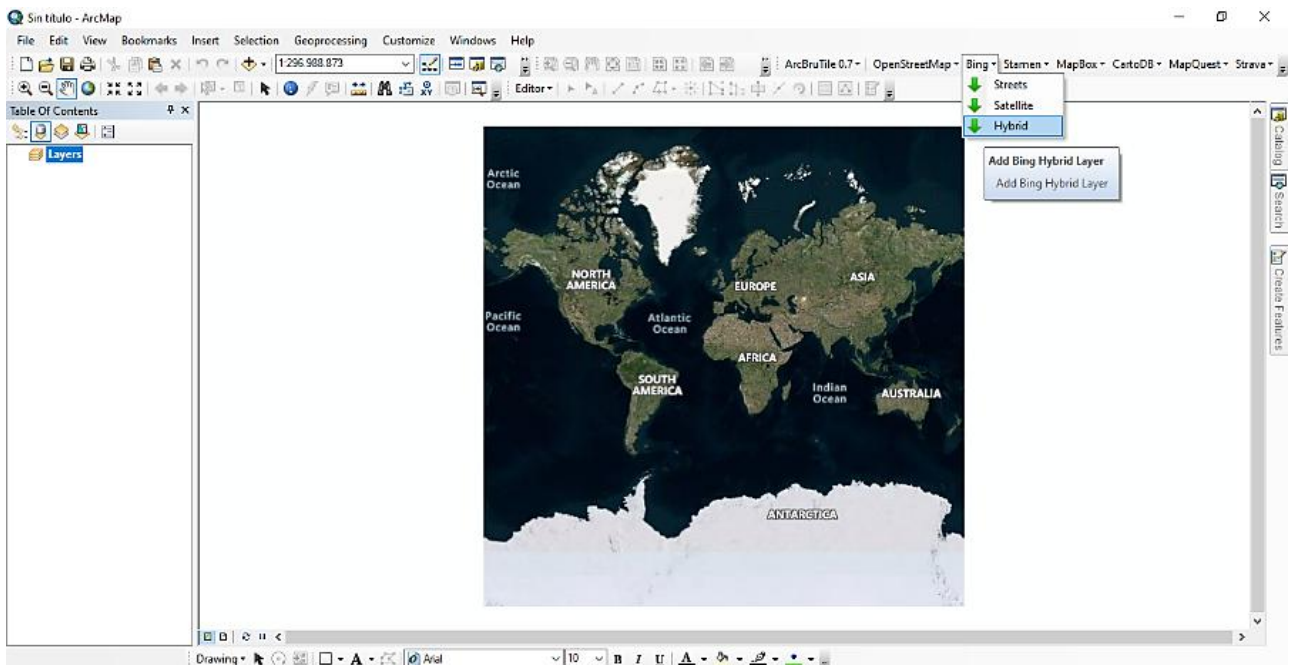 Sin título - ArcMap
File Edit View Bookmarks Insert Selection Geoprocessing Customize Windows Help
1:296.988.873
ArcBruTile 0.7 OpenStreetMap Bing Stamen MapBox CartoDB MapQuest Strava
Editor
Streets
Satellite
Hybrid
Add Bing Hybrid Layer
Add Bing Hybrid Layer
Table Of Contents
Layers
Arctic
Ocean
NORTH
AMERICA
EUROPE
ASIA
Pacific
Ocean
Atlantic
Ocean
AFRICA
SOUTH
AMERICA
Indian
Ocean
AUSTRALIA
ANTARCTICA
Catalog
Search
Create Features
Drawing A Arial 10 B I U A